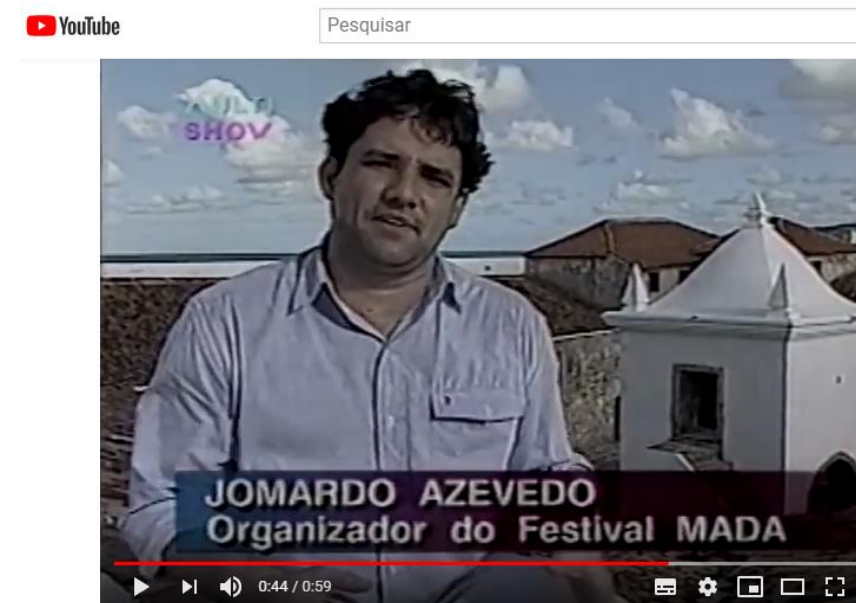 YouTube
Pesquisar
SHOW
JOMARDO AZEVEDO
Organizador do Festival MADA
0:44 / 0:59